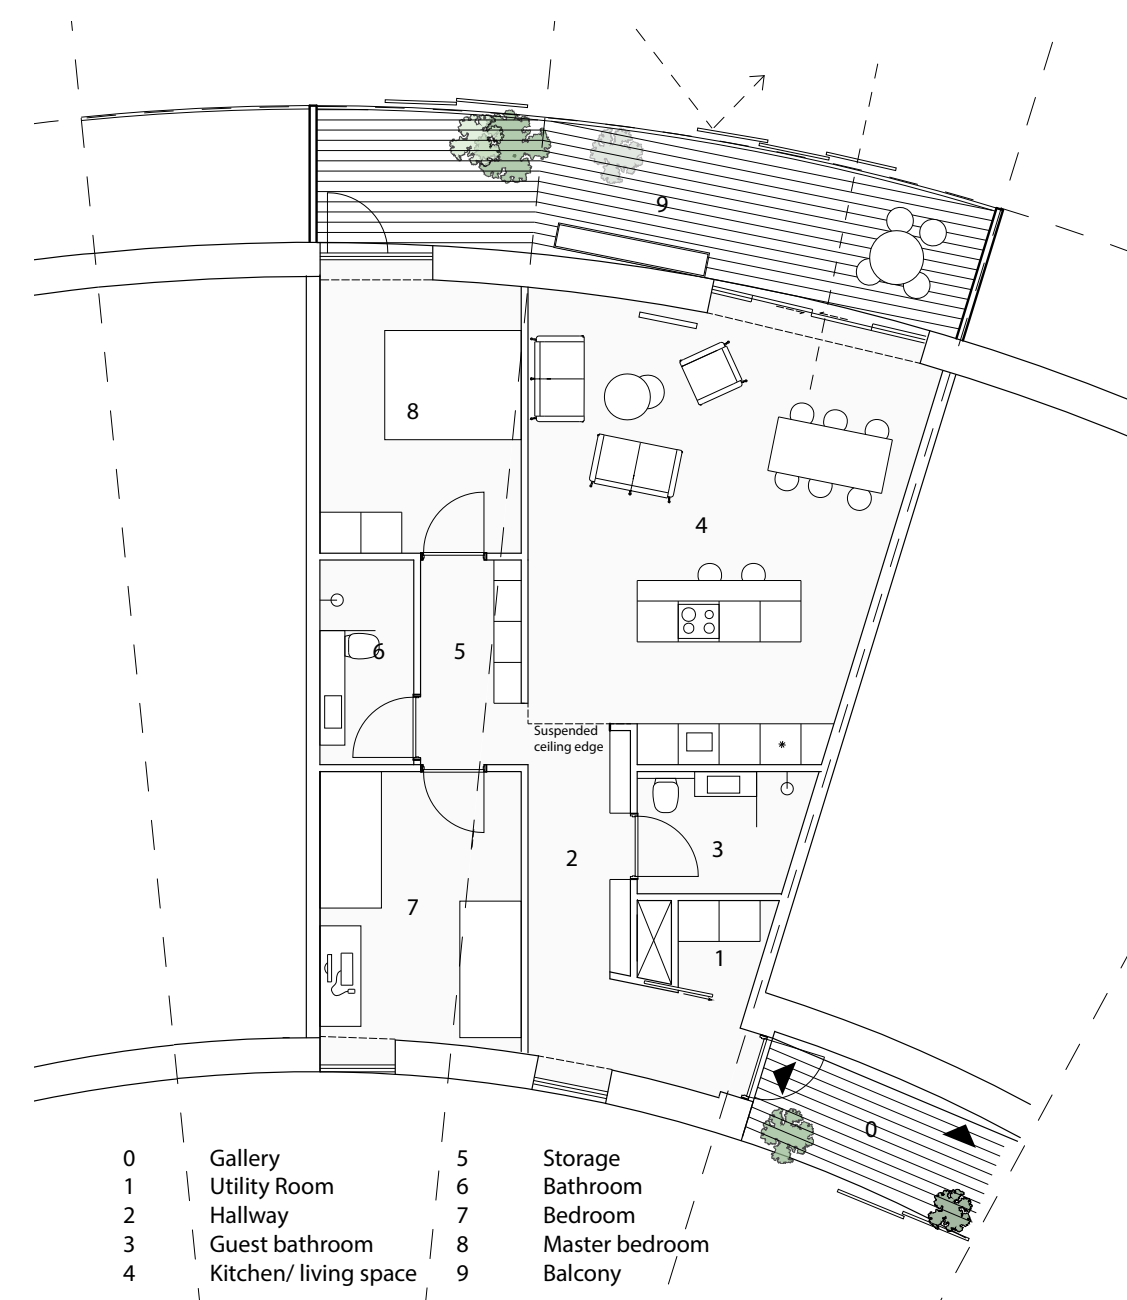 9
8
4
6
5
Suspended
ceiling edge
2
3
7
1
0
0 Gallery 5 Storage
1 Utility Room 6 Bathroom
2 Hallway 7 Bedroom
3 Guest bathroom 8 Master bedroom
4 Kitchen/ living space 9 Balcony